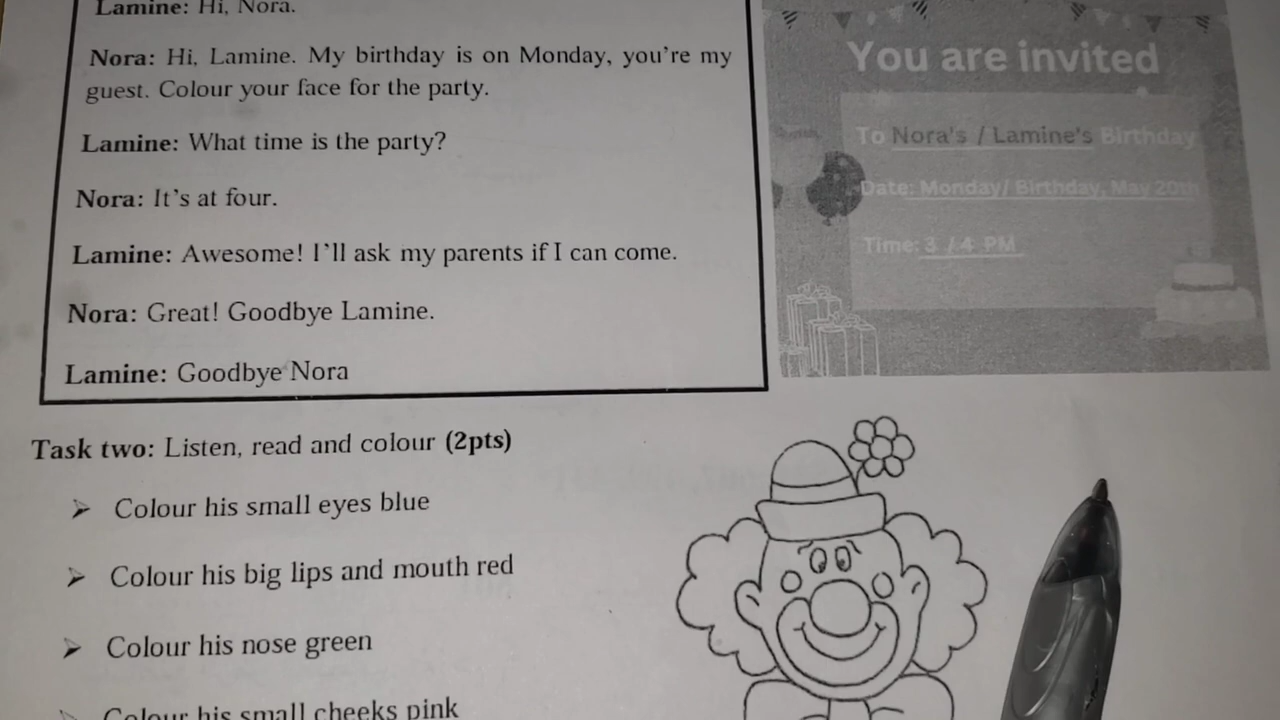 Lamine: Hi, Nora.
Nora: Hi, Lamine. My birthday is on Monday, you're my
guest. Colour your face for the party.
Lamine: What time is the party?
Nora: It's at four.
Lamine: Awesome! I'll ask my parents if I can come.
Nora: Great! Goodbye Lamine.
Lamine: Goodbye Nora
You are invited
To Nora's / Lamine's Birthday
Date: Monday/ Birthday, May 20th
Time: 3 / 4 PM
Task two: Listen, read and colour (2pts)
➢ Colour his small eyes blue
➢ Colour his big lips and mouth red
➢ Colour his nose green
➢ Colour his small cheeks pink